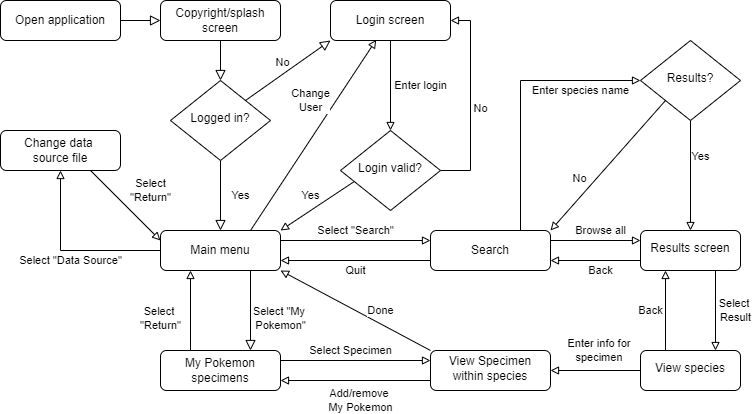 Open application
Copyright/splash
screen
Login screen
No
Change
User
Enter login
Results?
Enter species name
Logged in?
No
Change data
source file
Login valid?
Yes
Select
"Return"
Yes
Yes
No
Select "Search"
Browse all
Main menu
Search
Results screen
Select "Data Source"
Quit
Back
Select
"Return"
Select "My
Pokemon"
Done
Back
Select
Result
Enter info for
specimen
Select Specimen
My Pokemon
specimens
View Specimen
within species
View species
Add/remove
My Pokemon